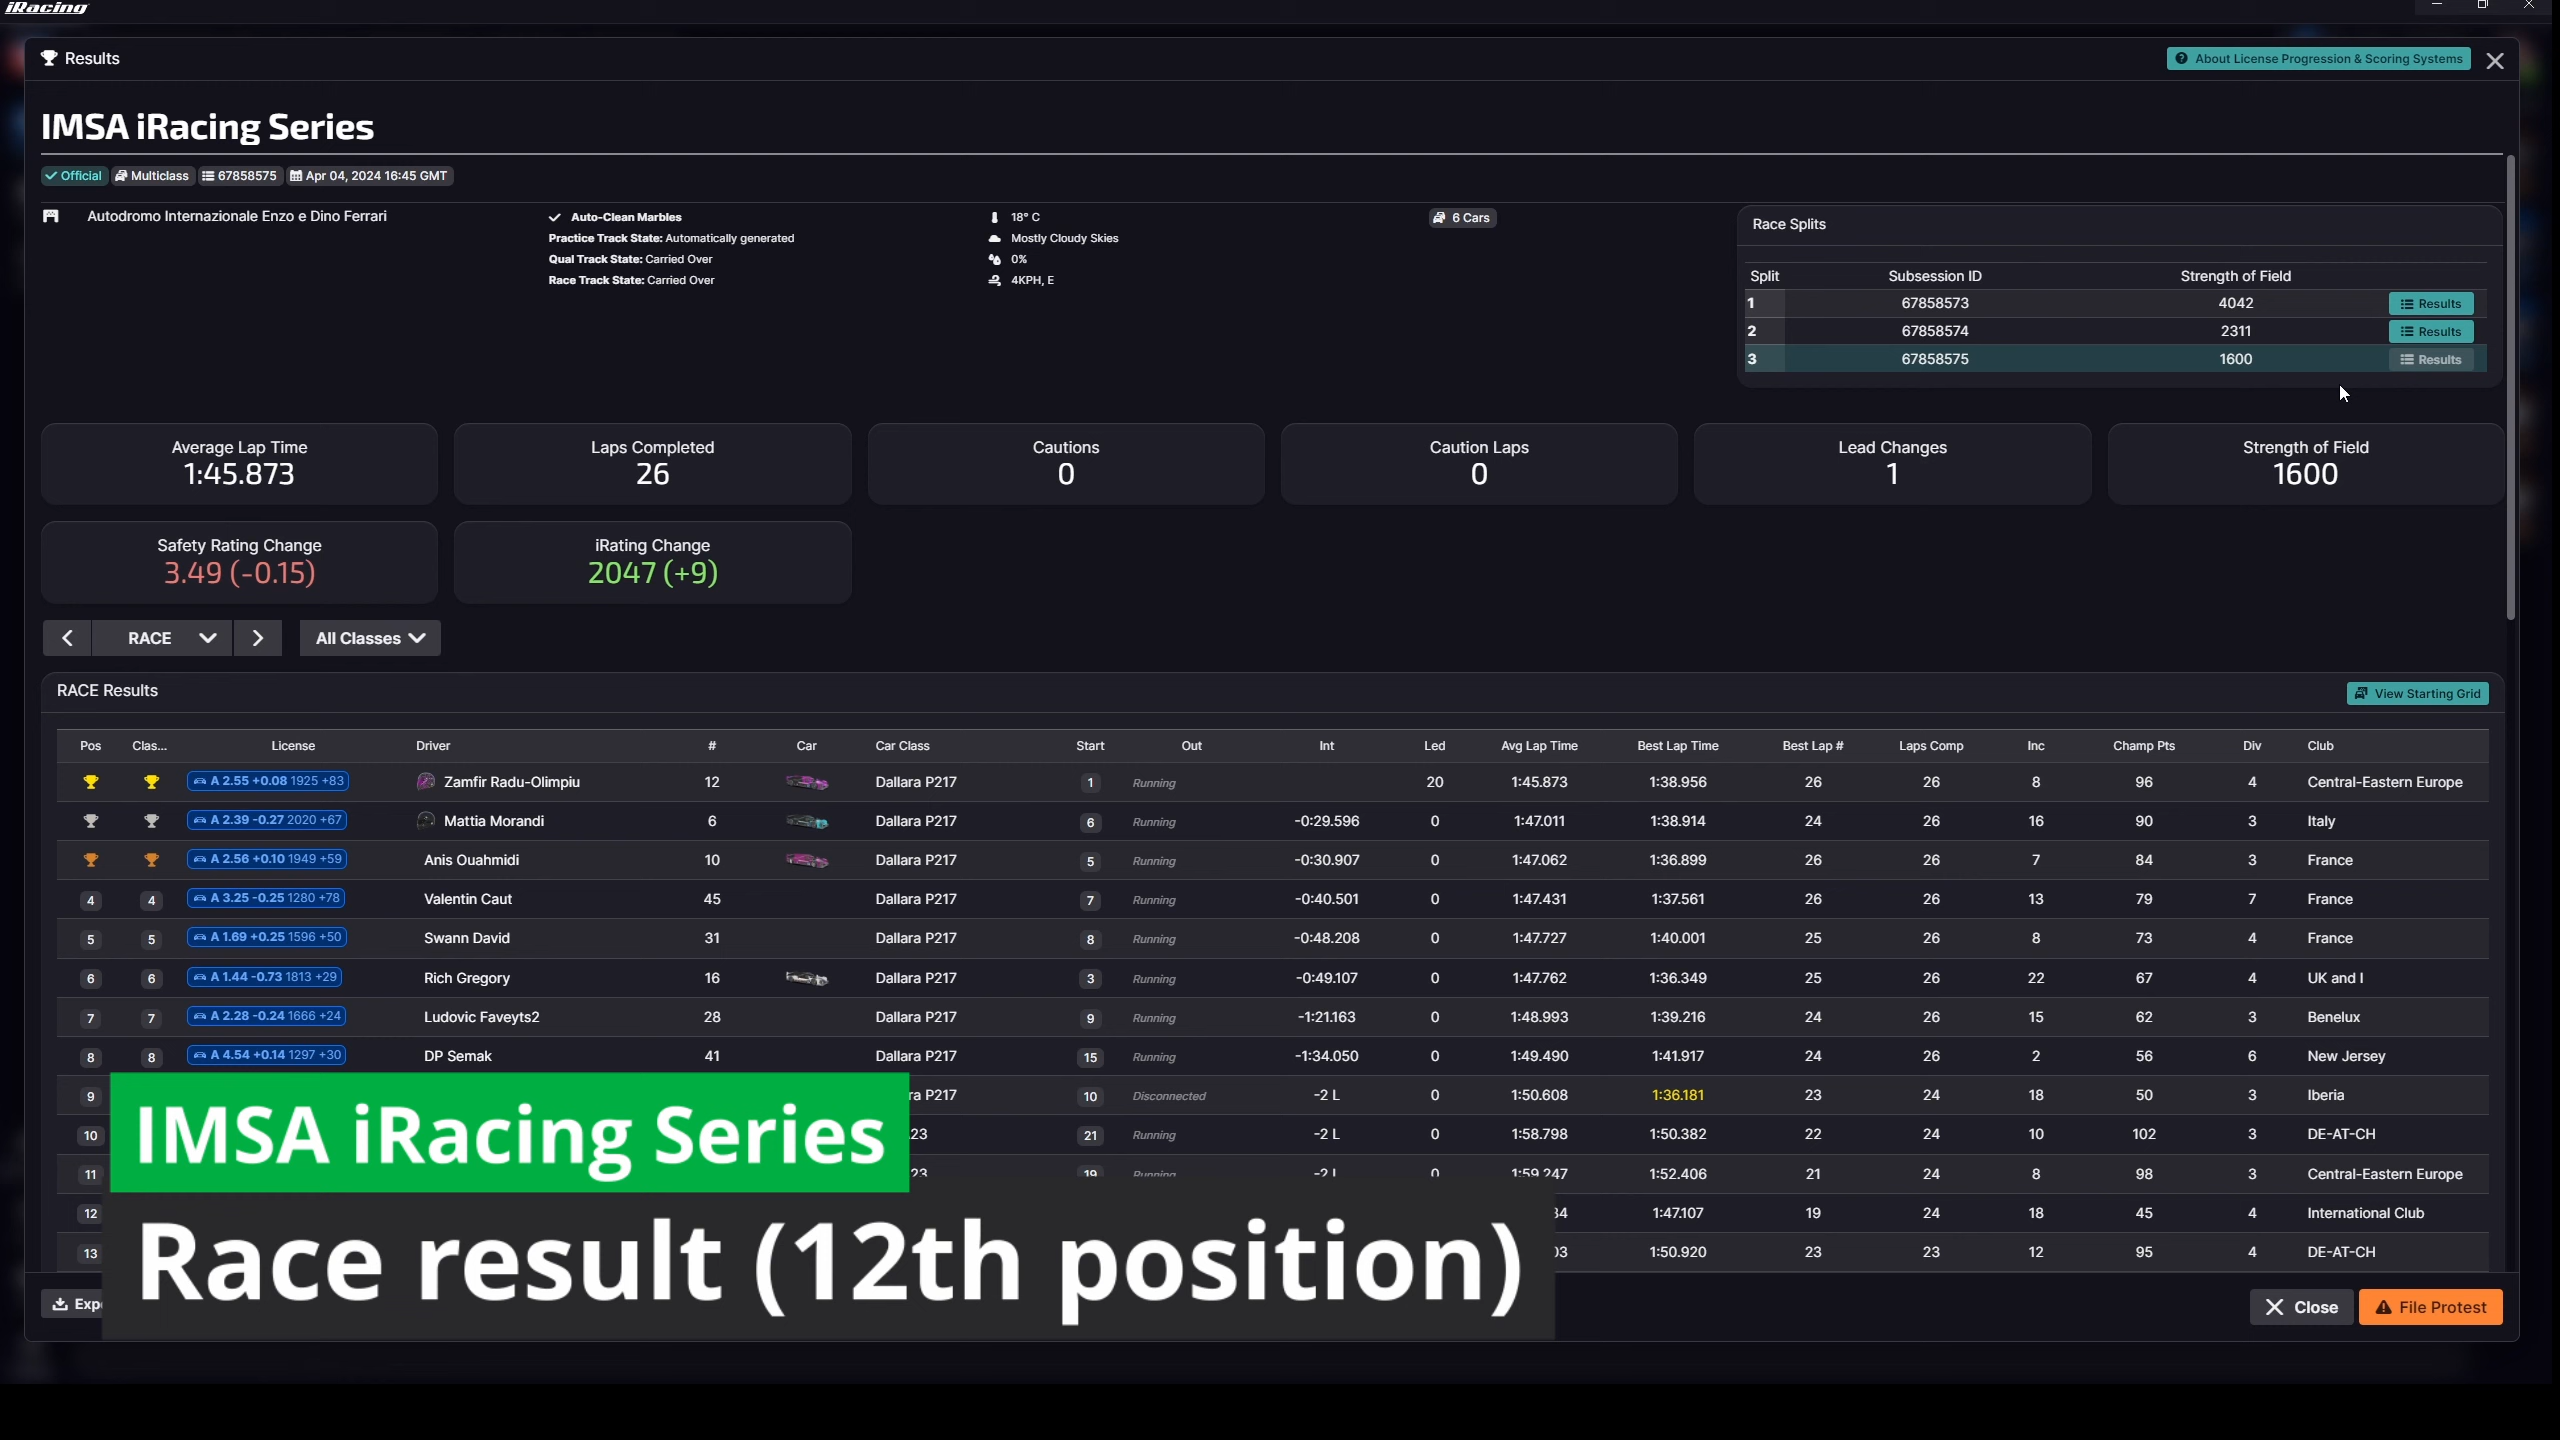 iRacing
Results
About License Progression & Scoring Systems
IMSA iRacing Series
Official Multiclass 67858575 Apr 04, 2024 16:45 GMT
Autodromo Internazionale Enzo e Dino Ferrari
Auto-Clean Marbles
Practice Track State: Automatically generated
Qual Track State: Carried Over
Race Track State: Carried Over
18° C
Mostly Cloudy Skies
0%
4KPH, E
6 Cars
Race Splits
Split Subsession ID Strength of Field
1 67858573 4042 Results
2 67858574 2311 Results
3 67858575 1600 Results
Average Lap Time
1:45.873
Laps Completed
26
Cautions
0
Caution Laps
0
Lead Changes
1
Strength of Field
1600
Safety Rating Change
3.49 (-0.15)
iRating Change
2047 (+9)
RACE All Classes
RACE Results
View Starting Grid
Pos Clas... License Driver # Car Car Class Start Out Int Led Avg Lap Time Best Lap Time Best Lap # Laps Comp Inc Champ Pts Div Club
A 2.55 +0.08 1925 +83 Zamfir Radu-Olimpiu 12 Dallara P217 1 Running 20 1:45.873 1:38.956 26 26 8 96 4 Central-Eastern Europe
A 2.39 -0.27 2020 +67 Mattia Morandi 6 Dallara P217 6 Running -0:29.596 0 1:47.011 1:38.914 24 26 16 90 3 Italy
A 2.56 +0.10 1949 +59 Anis Ouahmidi 10 Dallara P217 5 Running -0:30.907 0 1:47.062 1:36.899 26 26 7 84 3 France
4 4 A 3.25 -0.25 1280 +78 Valentin Caut 45 Dallara P217 7 Running -0:40.501 0 1:47.431 1:37.561 26 26 13 79 7 France
5 5 A 1.69 +0.25 1596 +50 Swann David 31 Dallara P217 8 Running -0:48.208 0 1:47.727 1:40.001 25 26 8 73 4 France
6 6 A 1.44 -0.73 1813 +29 Rich Gregory 16 Dallara P217 3 Running -0:49.107 0 1:47.762 1:36.349 25 26 22 67 4 UK and I
7 7 A 2.28 -0.24 1666 +24 Ludovic Faveyts2 28 Dallara P217 9 Running -1:21.163 0 1:48.993 1:39.216 24 26 15 62 3 Benelux
8 8 A 4.54 +0.14 1297 +30 DP Semak 41 Dallara P217 15 Running -1:34.050 0 1:49.490 1:41.917 24 26 2 56 6 New Jersey
9 P217 10 Disconnected -2 L 0 1:50.608 1:36.181 23 24 18 50 3 Iberia
10 23 21 Running -2 L 0 1:58.798 1:50.382 22 24 10 102 3 DE-AT-CH
11 23 19 Running -2 L 0 1:59.247 1:52.406 21 24 8 98 3 Central-Eastern Europe
12 1:47.107 19 24 18 45 4 International Club
13 1:50.920 23 23 12 95 4 DE-AT-CH
IMSA iRacing Series
Race result (12th position)
Close File Protest